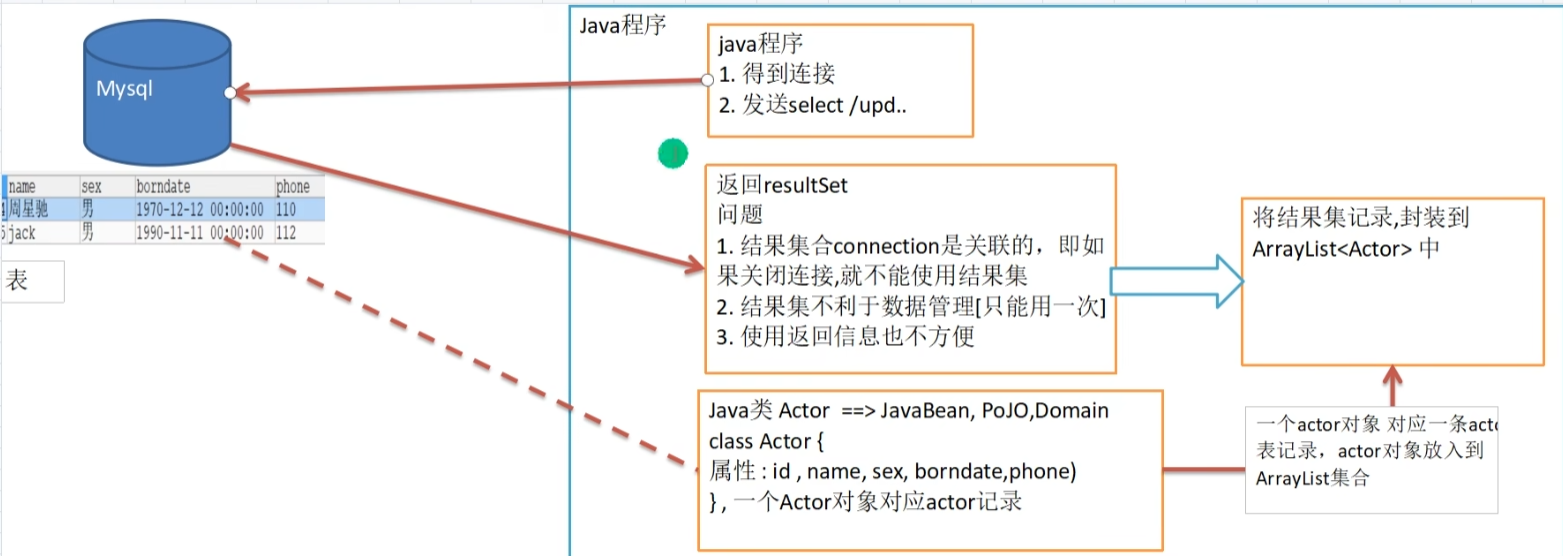 Java程序
java程序
1. 得到连接
2. 发送select /upd..
Mysql
name sex borndate phone
4 周星驰 男 1970-12-12 00:00:00 110
5 jack 男 1990-11-11 00:00:00 112
表
返回resultSet
问题
1. 结果集合connection是关联的，即如
果关闭连接,就不能使用结果集
2. 结果集不利于数据管理[只能用一次]
3. 使用返回信息也不方便
将结果集记录,封装到
ArrayList<Actor> 中
Java类 Actor ==> JavaBean, PoJO,Domain
class Actor {
属性 : id , name, sex, borndate,phone)
} , 一个Actor对象对应actor记录
一个actor对象 对应一条acto
表记录，actor对象放入到
ArrayList集合